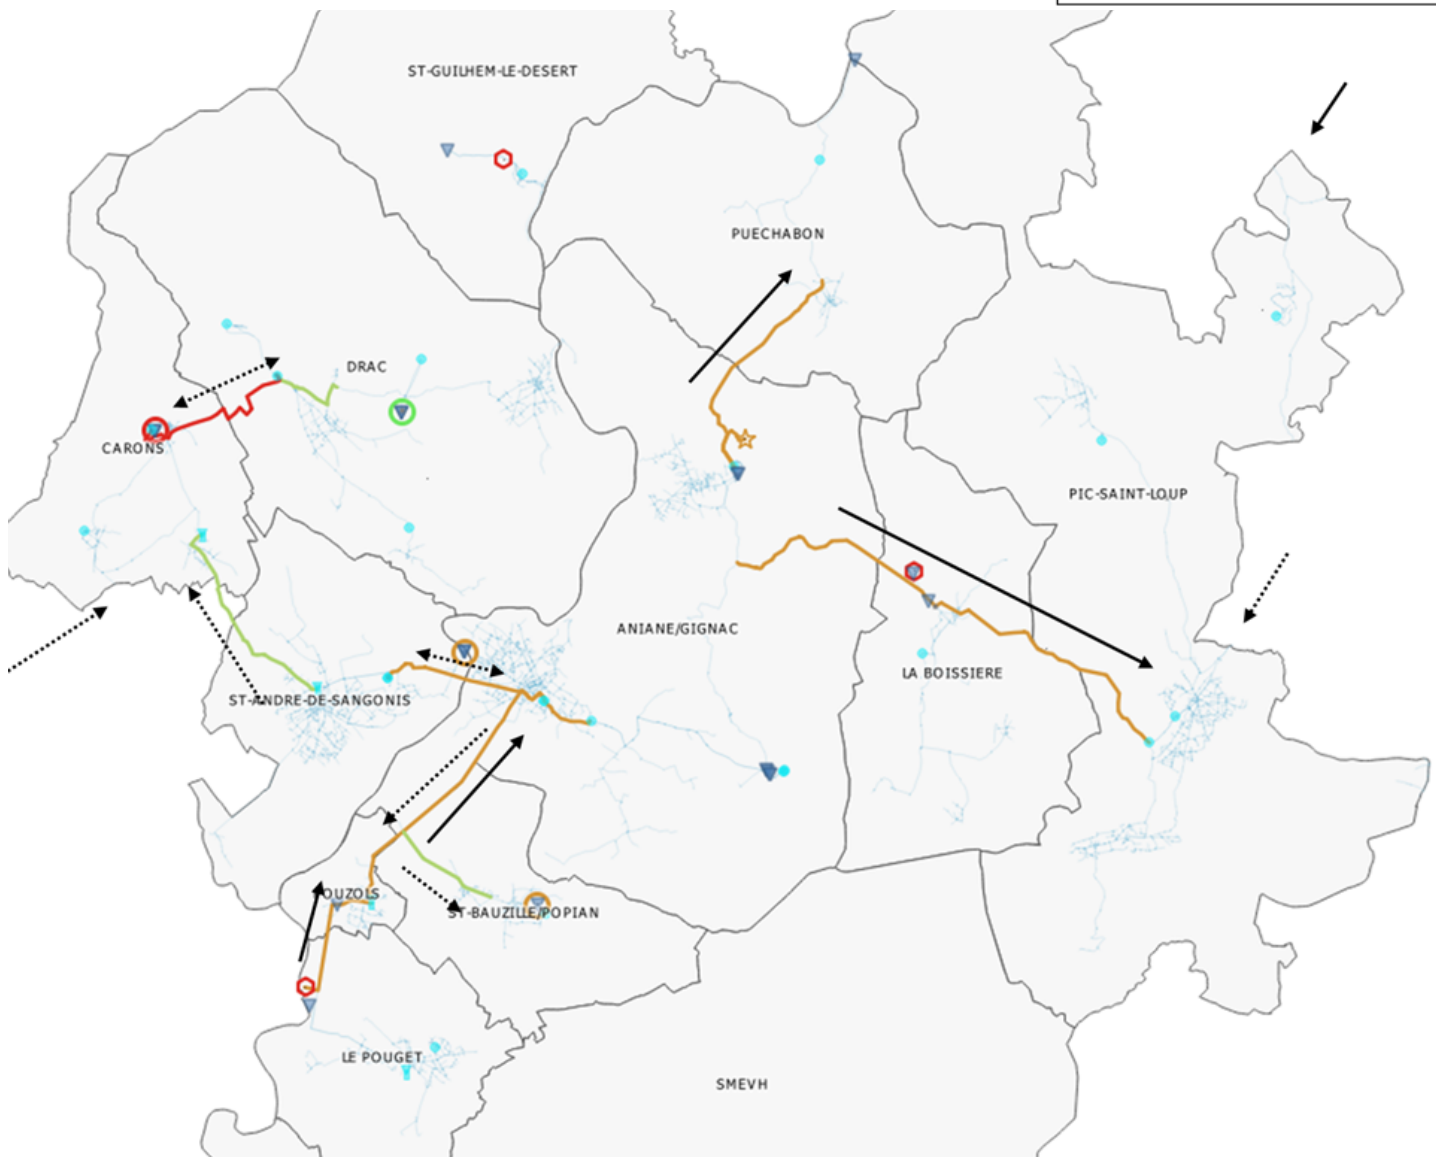 ST-GUILHEM-LE-DESERT
PUECHABON
DRAC
CARONS
PIC-SAINT-LOUP
ANIANE/GIGNAC
LA BOISSIERE
ST-ANDRE-DE-SANGONIS
OUZOLS
ST-BAUZILLE/POPIAN
LE POUGET
SMEVH